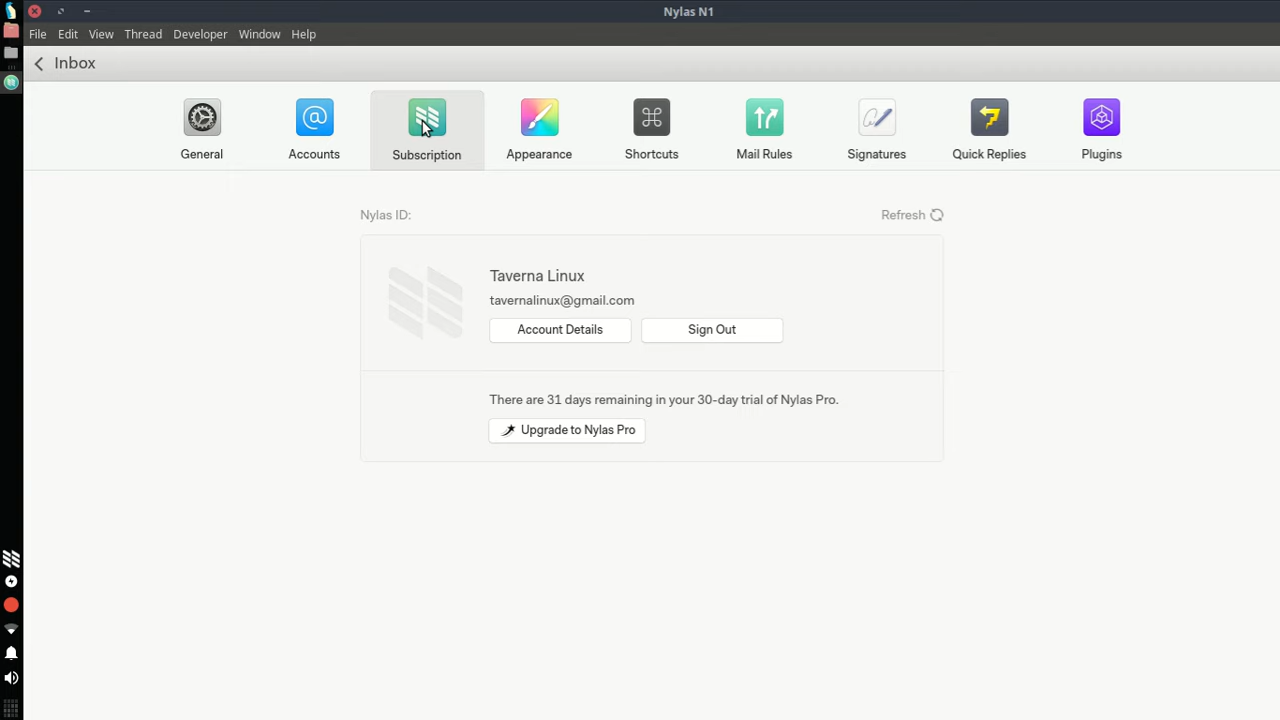 Nylas N1
File Edit View Thread Developer Window Help
Inbox
General Accounts Subscription Appearance Shortcuts Mail Rules Signatures Quick Replies Plugins
Nylas ID: Refresh
Taverna Linux
tavernalinux@gmail.com
Account Details Sign Out
There are 31 days remaining in your 30-day trial of Nylas Pro.
Upgrade to Nylas Pro